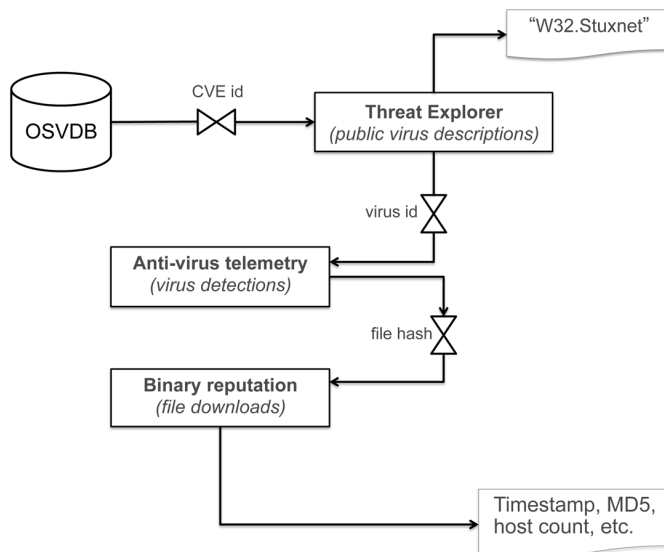 “W32.Stuxnet”
CVE id
OSVDB
Threat Explorer
(public virus descriptions)
virus id
Anti-virus telemetry
(virus detections)
file hash
Binary reputation
(file downloads)
Timestamp, MD5,
host count, etc.